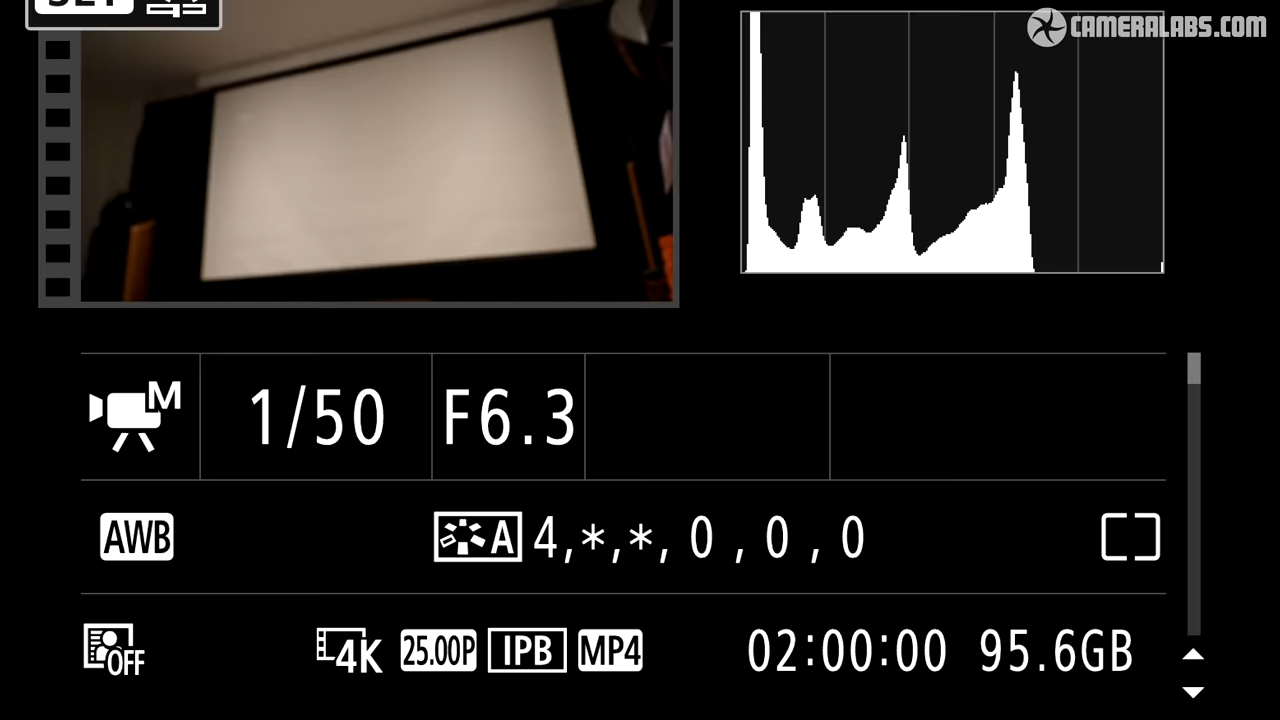 SET
CAMERALABS.COM
M 1/50 F6.3
AWB A 4,*,*, 0 , 0 , 0
OFF 4K 25.00P IPB MP4 02:00:00 95.6GB